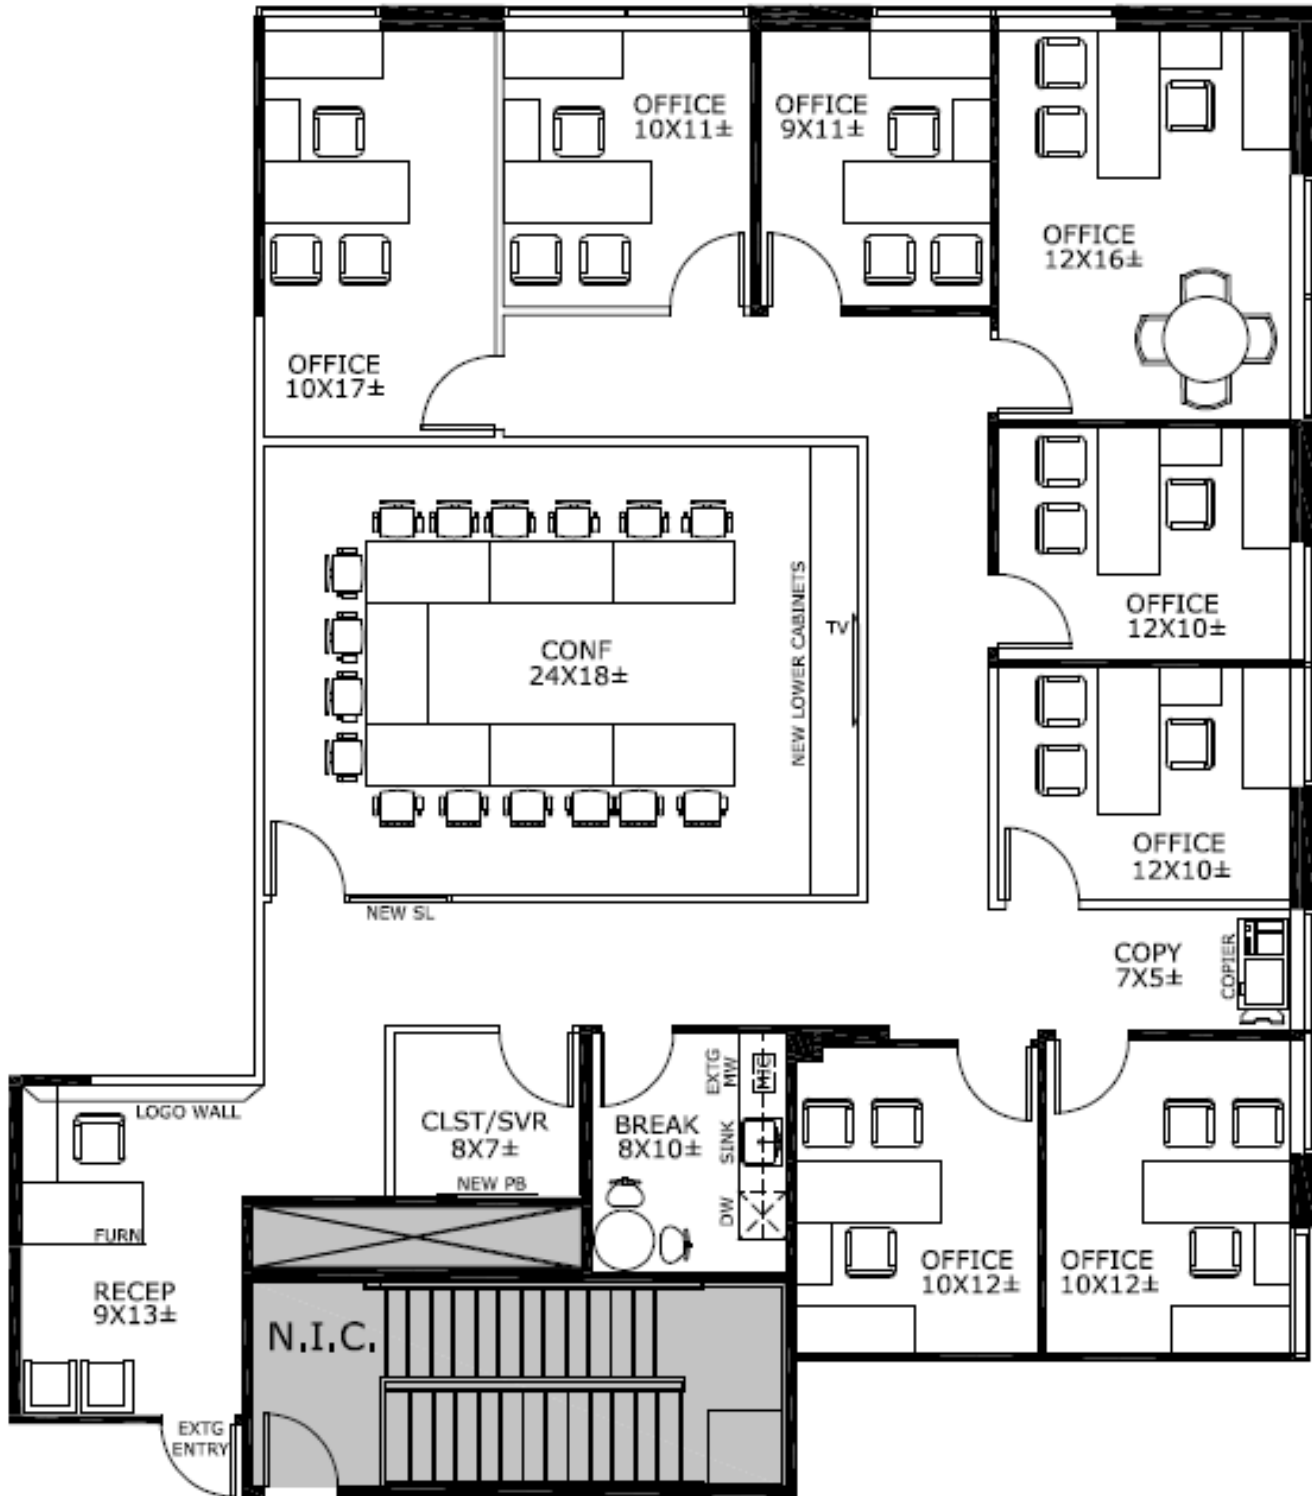 OFFICE
10X11±
OFFICE
9X11±
OFFICE
12X16±
OFFICE
10X17±
OFFICE
12X10±
CONF
24X18±
NEW LOWER CABINETS
TV
OFFICE
12X10±
NEW SL
COPY
7X5±
COPIER
LOGO WALL
CLST/SVR
8X7±
NEW PB
BREAK
8X10±
EXTG
MW
MIC
SINK
DW
FURN
RECEP
9X13±
OFFICE
10X12±
OFFICE
10X12±
N.I.C.
EXTG
ENTRY